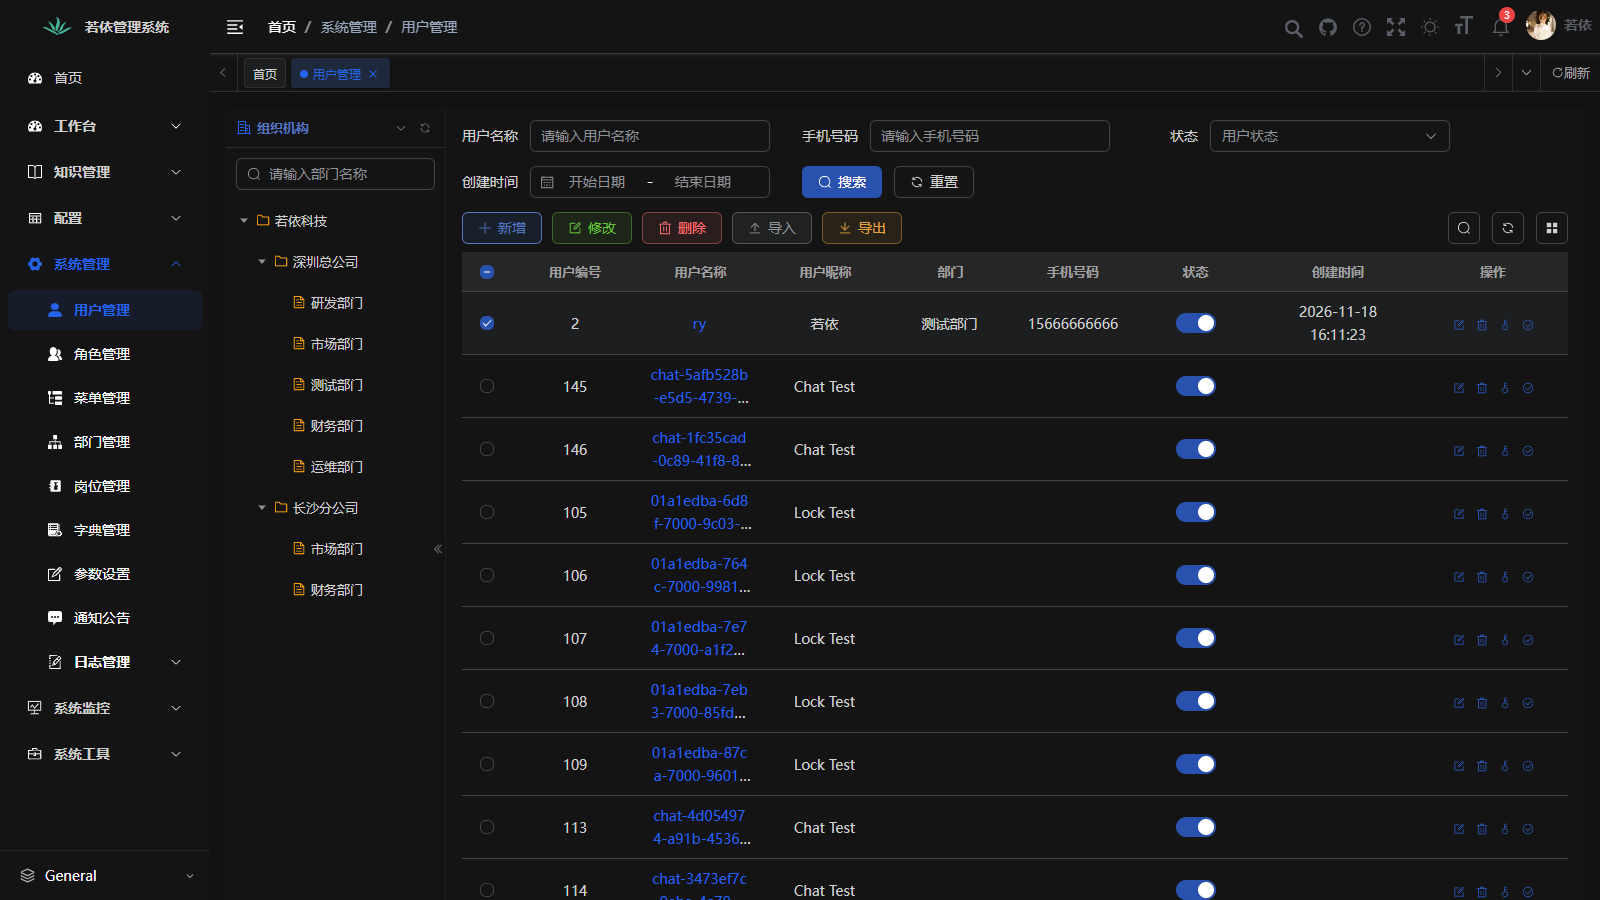 若依管理系统
首页 / 系统管理 / 用户管理
3
若依
首页
用户管理
刷新
首页
工作台
知识管理
配置
系统管理
用户管理
角色管理
菜单管理
部门管理
岗位管理
字典管理
参数设置
通知公告
日志管理
系统监控
系统工具
General
组织机构
请输入部门名称
若依科技
深圳总公司
研发部门
市场部门
测试部门
财务部门
运维部门
长沙分公司
市场部门
财务部门
用户名称 请输入用户名称 手机号码 请输入手机号码 状态 用户状态
创建时间 开始日期 - 结束日期 搜索 重置
新增 修改 删除 导入 导出
用户编号 用户名称 用户昵称 部门 手机号码 状态 创建时间 操作
2 ry 若依 测试部门 15666666666 2026-11-18
16:11:23
145 chat-5afb528b
-e5d5-4739-... Chat Test
146 chat-1fc35cad
-0c89-41f8-8... Chat Test
105 01a1edba-6d8
f-7000-9c03-... Lock Test
106 01a1edba-764
c-7000-9981... Lock Test
107 01a1edba-7e7
4-7000-a1f2... Lock Test
108 01a1edba-7eb
3-7000-85fd... Lock Test
109 01a1edba-87c
a-7000-9601... Lock Test
113 chat-4d05497
4-a91b-4536... Chat Test
114 chat-3473ef7c
Chat Test